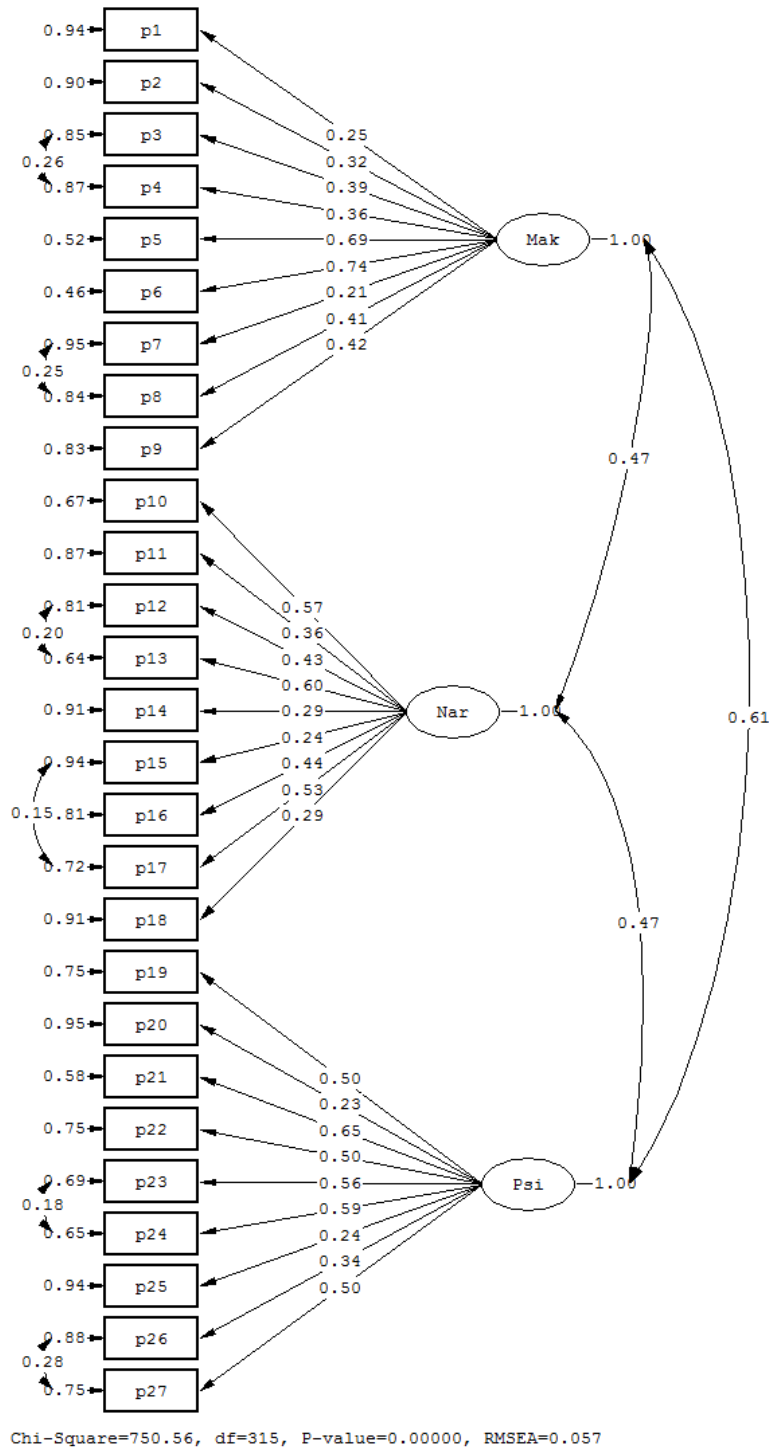 0.94 p1
0.90 p2
0.85 p3 0.25
0.26 0.32
0.87 p4 0.39
0.36
0.52 p5 0.69 Mak 1.00
0.74
0.46 p6 0.21
0.41
0.95 p7 0.42
0.25
0.84 p8
0.83 p9 0.47
0.67 p10
0.87 p11
0.81 p12 0.57
0.20 0.36
0.64 p13 0.43
0.60
0.91 p14 0.29 Nar 1.00 0.61
0.24
0.94 p15 0.44
0.53
0.15 .81 p16 0.29
0.72 p17
0.91 p18 0.47
0.75 p19
0.95 p20
0.58 p21 0.50
0.23
0.75 p22 0.65
0.50
0.69 p23 0.56 Psi 1.00
0.18 0.59
0.65 p24 0.24
0.34
0.94 p25 0.50
0.88 p26
0.28
0.75 p27
Chi-Square=750.56, df=315, P-value=0.00000, RMSEA=0.057